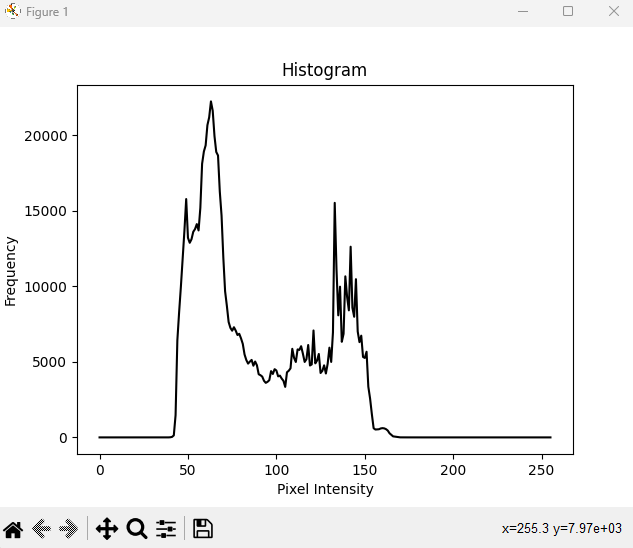 Figure 1
Histogram
20000
15000
10000
5000
0
Frequency
0 50 100 150 200 250
Pixel Intensity
x=255.3 y=7.97e+03